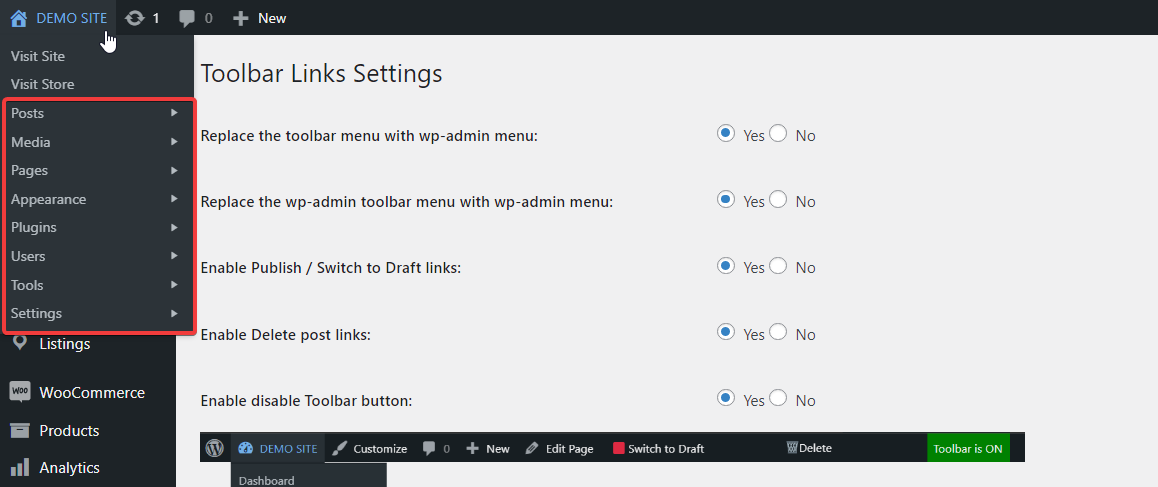 DEMO SITE 1 0 New
Visit Site
Visit Store
Posts
Media
Pages
Appearance
Plugins
Users
Tools
Settings
Listings
WOO WooCommerce
Products
Analytics
Toolbar Links Settings
Replace the toolbar menu with wp-admin menu: Yes No
Replace the wp-admin toolbar menu with wp-admin menu: Yes No
Enable Publish / Switch to Draft links: Yes No
Enable Delete post links: Yes No
Enable disable Toolbar button: Yes No
DEMO SITE Customize 0 New Edit Page Switch to Draft Delete Toolbar is ON
Dashboard